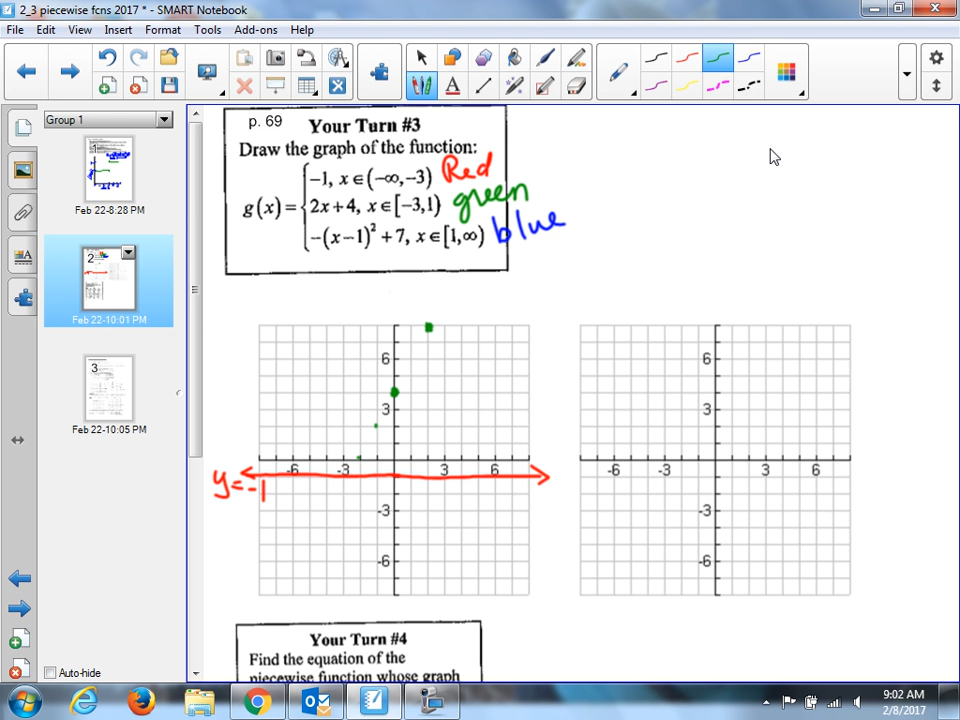 2_3 piecewise fcns 2017 * - SMART Notebook
File Edit View Insert Format Tools Add-ons Help
Group 1
1
Feb 22-8:28 PM
2
Feb 22-10:01 PM
3
Feb 22-10:05 PM
Auto-hide
p. 69 Your Turn #3
Draw the graph of the function:
-1, x ∈ (-∞, -3) Red
g(x) = { 2x + 4, x ∈ [-3, 1) green
-(x-1)² + 7, x ∈ [1, ∞) blue
6
3
-6 -3 3 6
y = -1
-3
-6
6
3
-6 -3 3 6
-3
-6
Your Turn #4
Find the equation of the
piecewise function whose graph
9:02 AM
2/8/2017